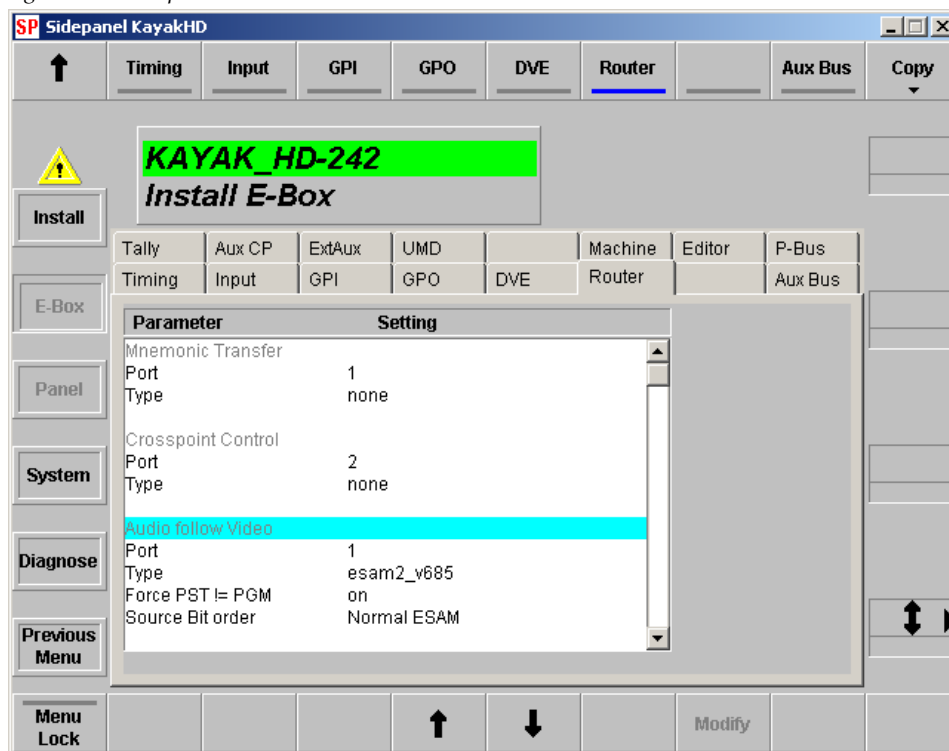 SP Sidepanel KayakHD
Timing Input GPI GPO DVE Router Aux Bus Copy
KAYAK_HD-242
Install E-Box
Install
E-Box
Panel
System
Diagnose
Previous
Menu
Menu
Lock
Tally Aux CP ExtAux UMD Machine Editor P-Bus
Timing Input GPI GPO DVE Router Aux Bus
Parameter Setting
Mnemonic Transfer
Port 1
Type none
Crosspoint Control
Port 2
Type none
Audio follow Video
Port 1
Type esam2_v685
Force PST != PGM on
Source Bit order Normal ESAM
Modify